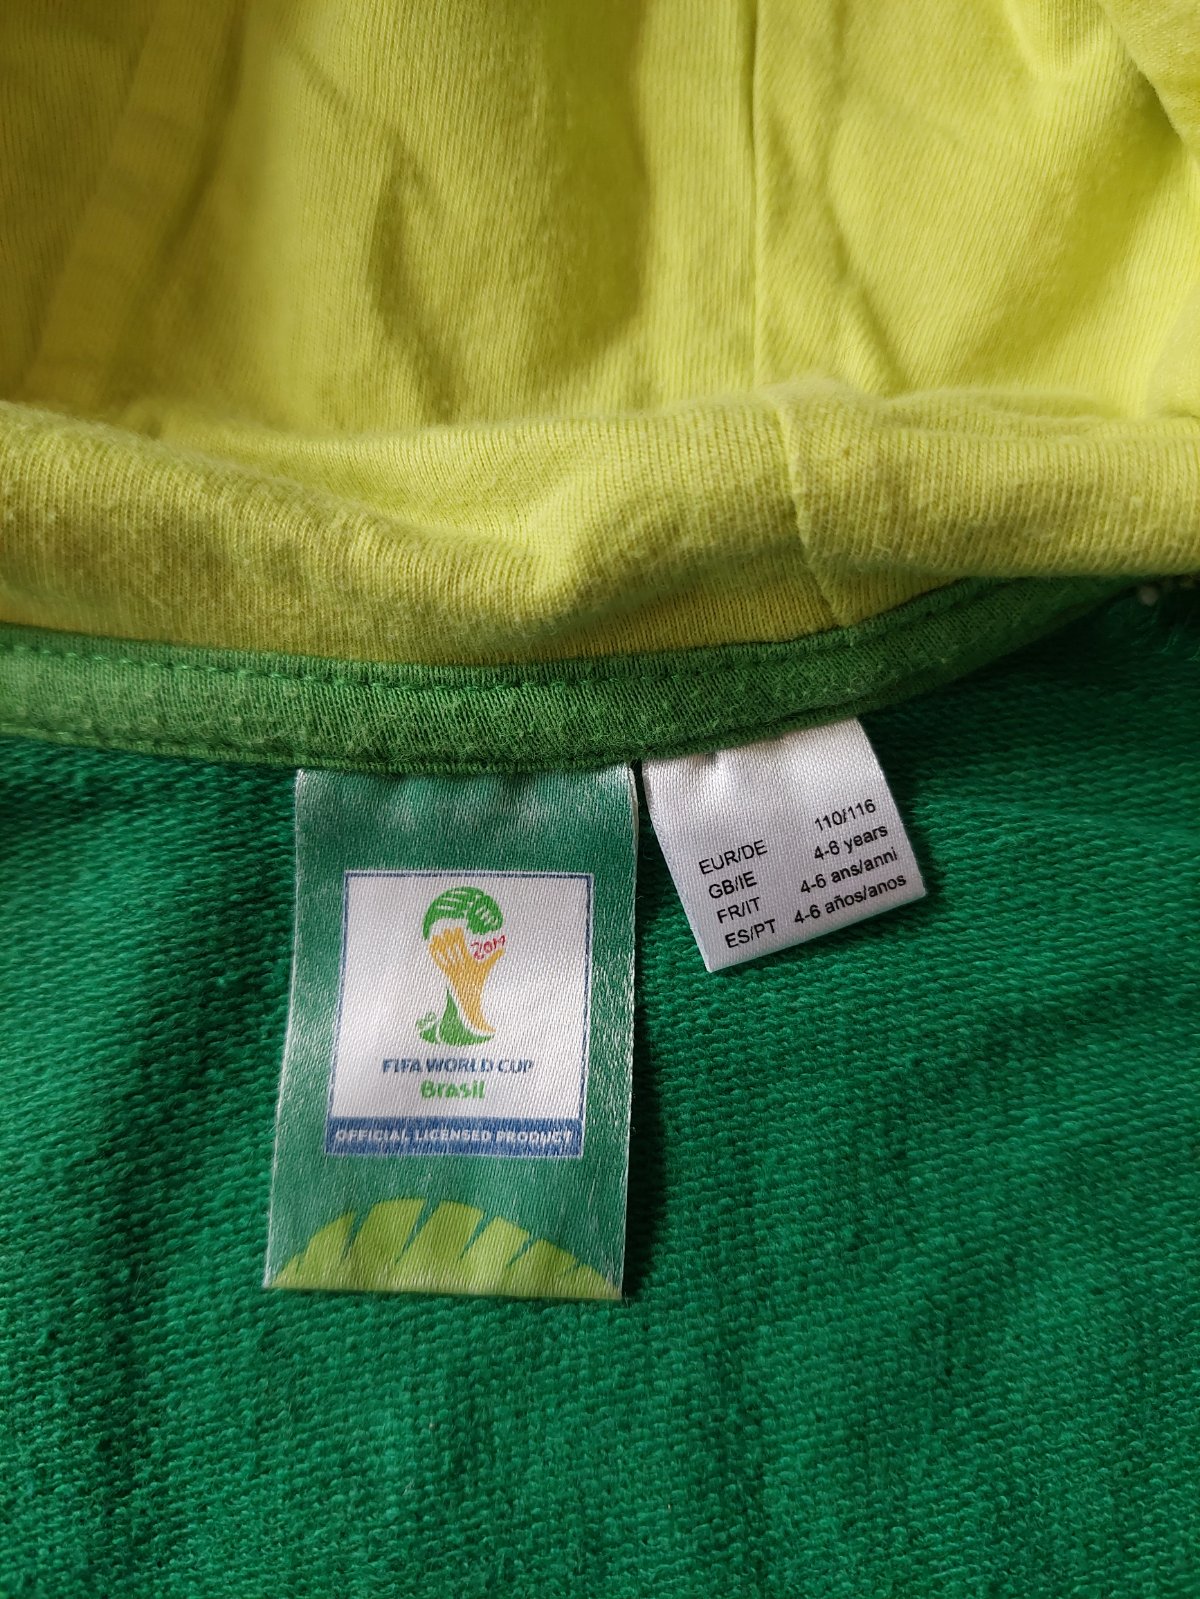 2014
FIFA WORLD CUP
Brasil
OFFICIAL LICENSED PRODUCT
EUR/DE 110/116
GB/IE 4-6 years
FR/IT 4-6 ans/anni
ES/PT 4-6 años/anos